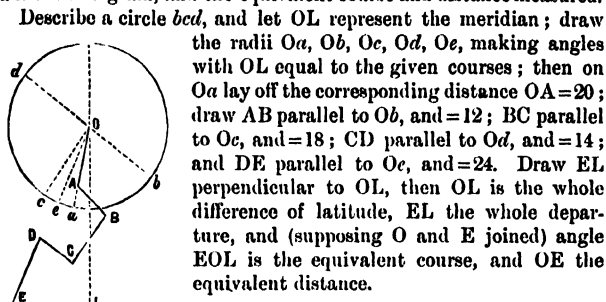 Describe a circle bcd, and let OL represent the meridian; draw
the radii Oa, Ob, Oc, Od, Oe, making angles
with OL equal to the given courses; then on
Oa lay off the corresponding distance OA=20;
draw AB parallel to Ob, and=12; BC parallel
to Oc, and=18; CD parallel to Od, and=14;
and DE parallel to Oe, and=24. Draw EL
perpendicular to OL, then OL is the whole
difference of latitude, EL the whole depar-
ture, and (supposing O and E joined) angle
EOL is the equivalent course, and OE the
equivalent distance.
d
O
b
A
c
e
a
B
D
C
E